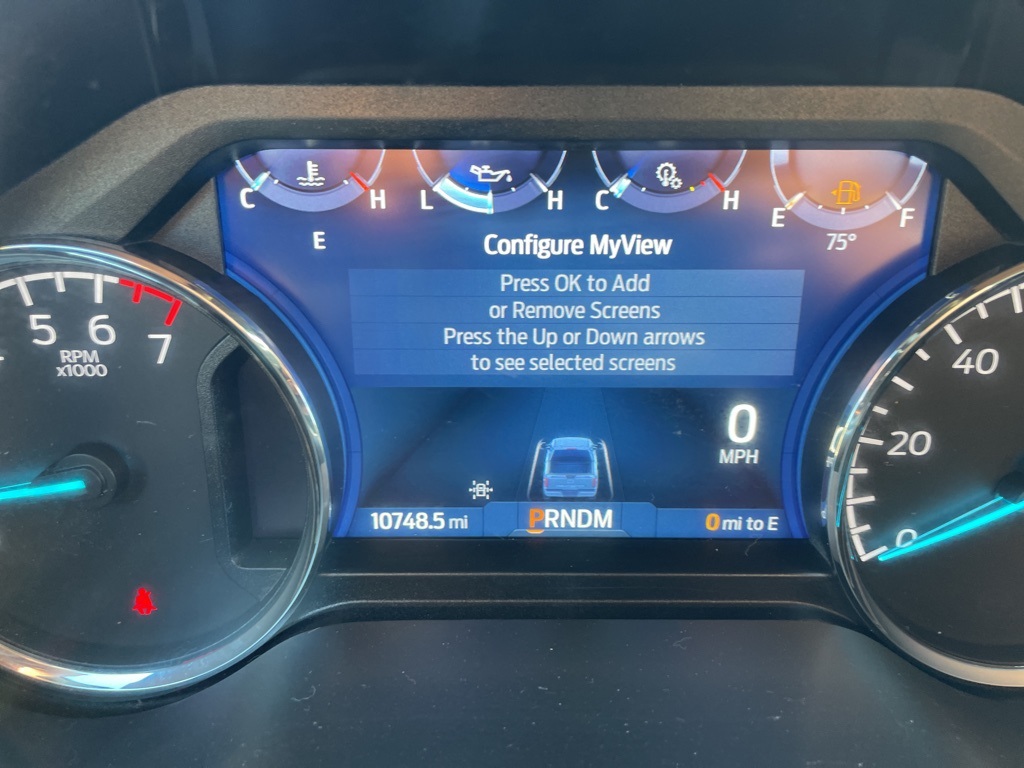 C H L H C H E F
E
Configure MyView
75°
Press OK to Add
or Remove Screens
Press the Up or Down arrows
to see selected screens
5 6 7
RPM
x1000
0
MPH
40
20
0
10748.5 mi
PRNDM
0 mi to E